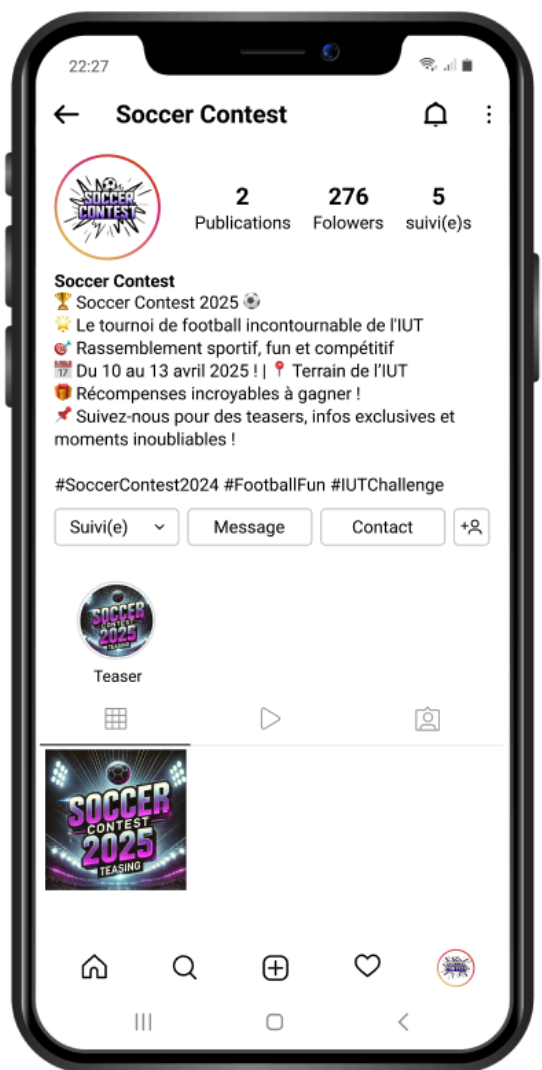 22:27
Soccer Contest
SOCCER
CONTEST
2 276 5
Publications Folowers suivi(e)s
Soccer Contest
🏆 Soccer Contest 2025 ⚽
🌟 Le tournoi de football incontournable de l'IUT
🎯 Rassemblement sportif, fun et compétitif
📅 Du 10 au 13 avril 2025 ! | 📍 Terrain de l'IUT
🎁 Récompenses incroyables à gagner !
📌 Suivez-nous pour des teasers, infos exclusives et
moments inoubliables !
#SoccerContest2024 #FootballFun #IUTChallenge
Suivi(e) Message Contact
SOCCER
CONTEST
2025
TEASING
Teaser
SOCCER
CONTEST
2025
TEASING